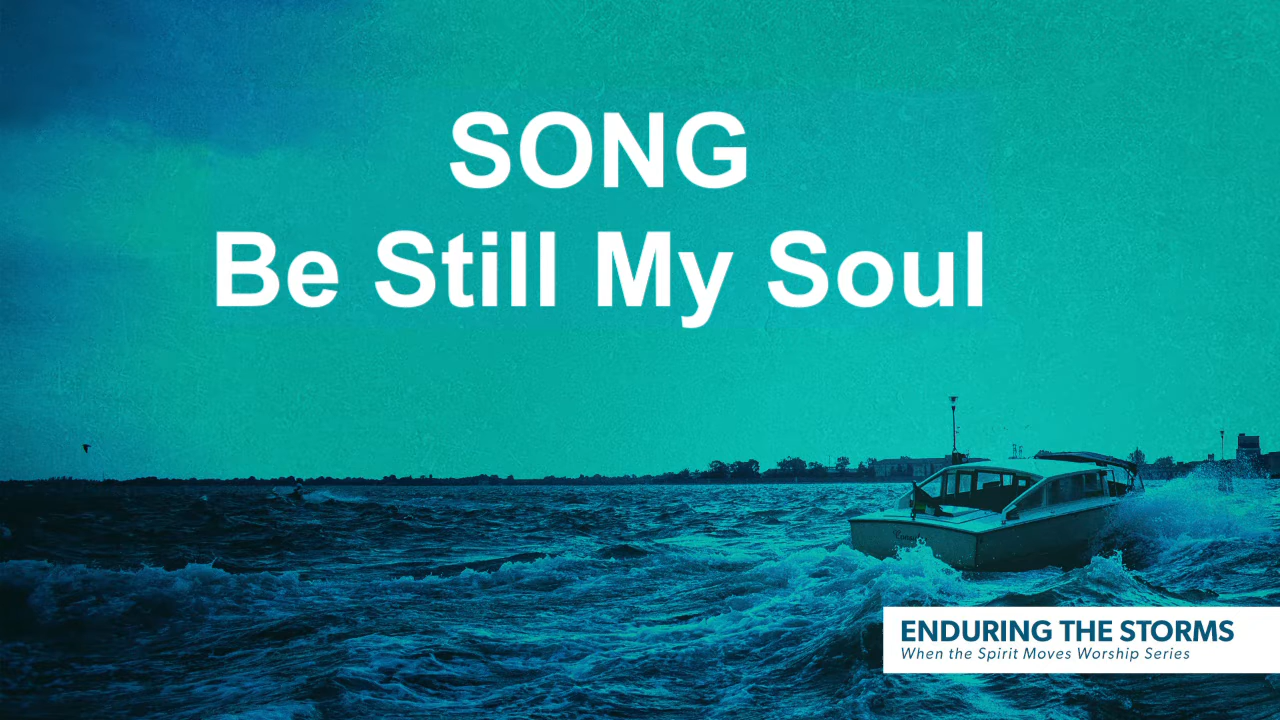 SONG
Be Still My Soul
ENDURING THE STORMS
When the Spirit Moves Worship Series